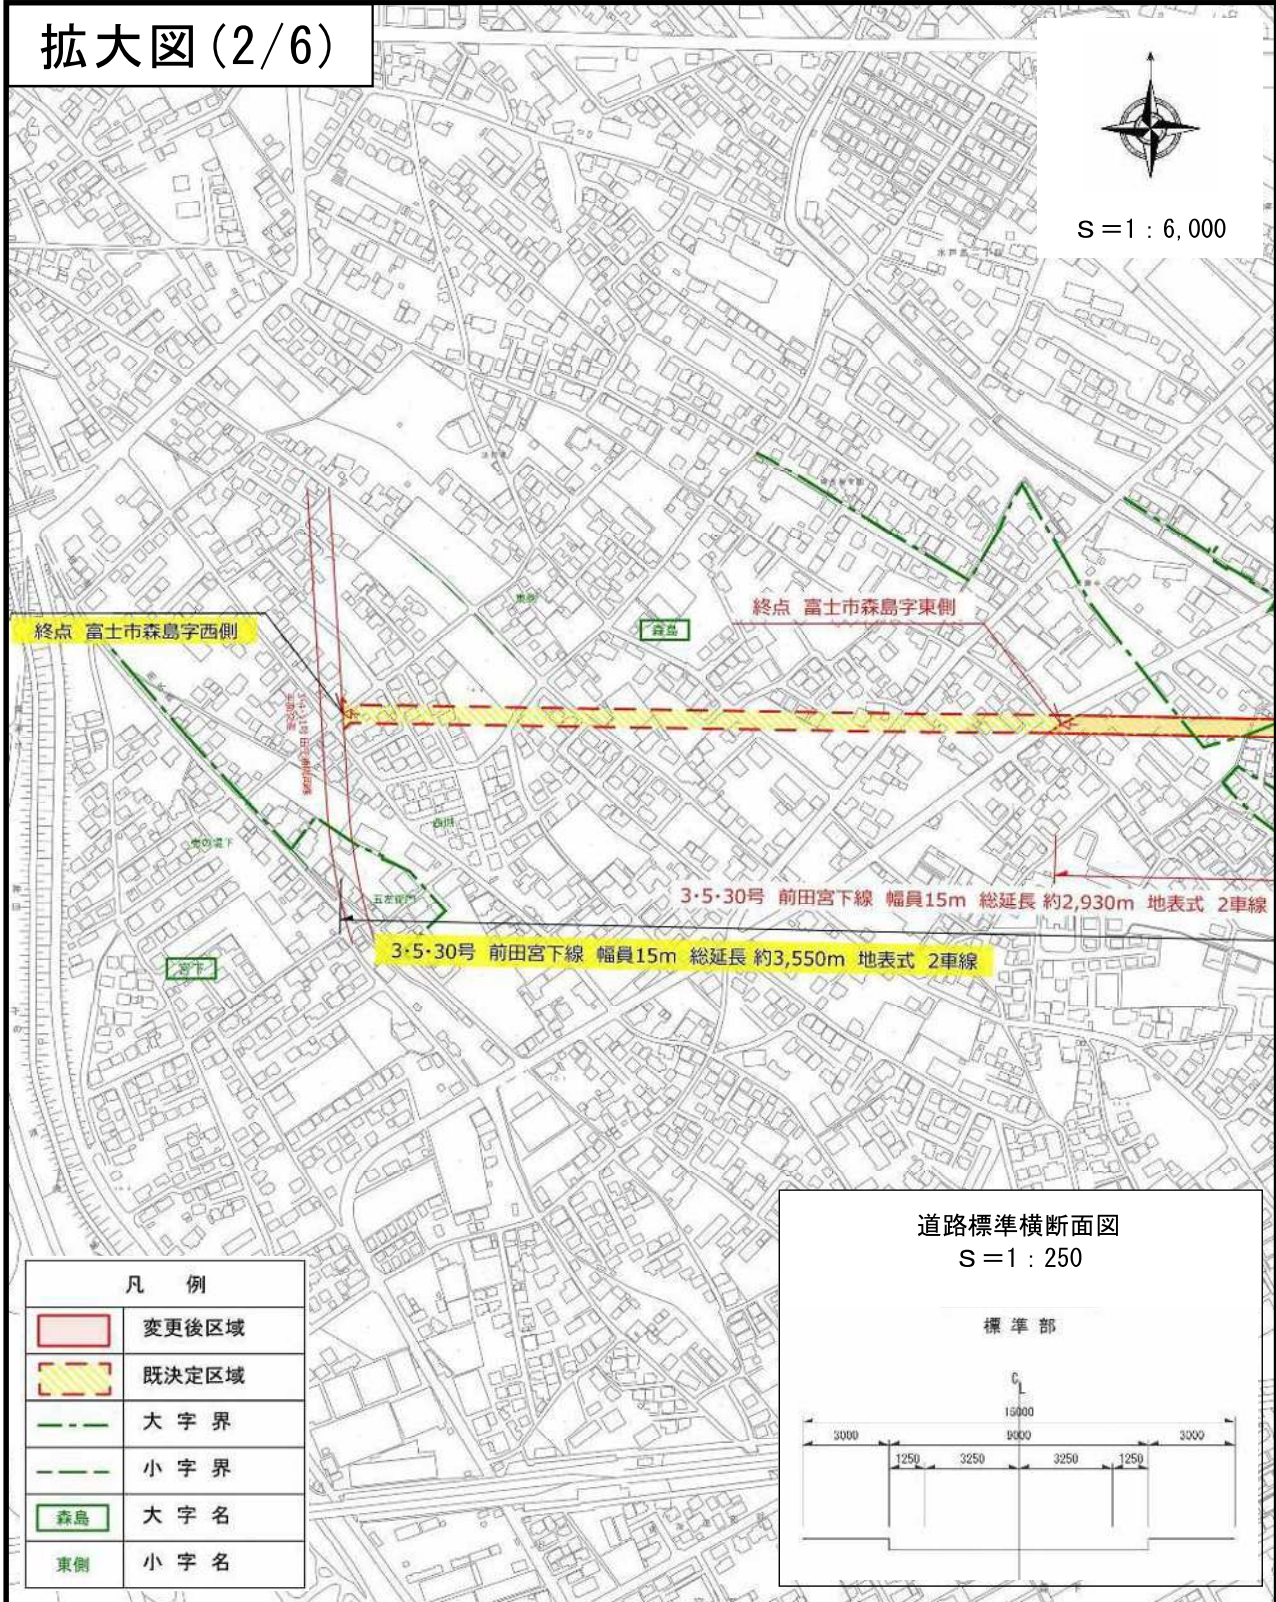 拡大図(2/6)
S=1:6,000
終点 富士市森島字東側
森島
終点 富士市森島字西側
3・5・30号 前田宮下線 幅員15m 総延長 約2,930m 地表式 2車線
五左衛門
3・5・30号 前田宮下線 幅員15m 総延長 約3,550m 地表式 2車線
宮下
凡 例
変更後区域
既決定区域
大 字 界
小 字 界
森島 大 字 名
東側 小 字 名
道路標準横断面図
S=1:250
標 準 部
CL
15000
3000 9000 3000
1250 3250 3250 1250